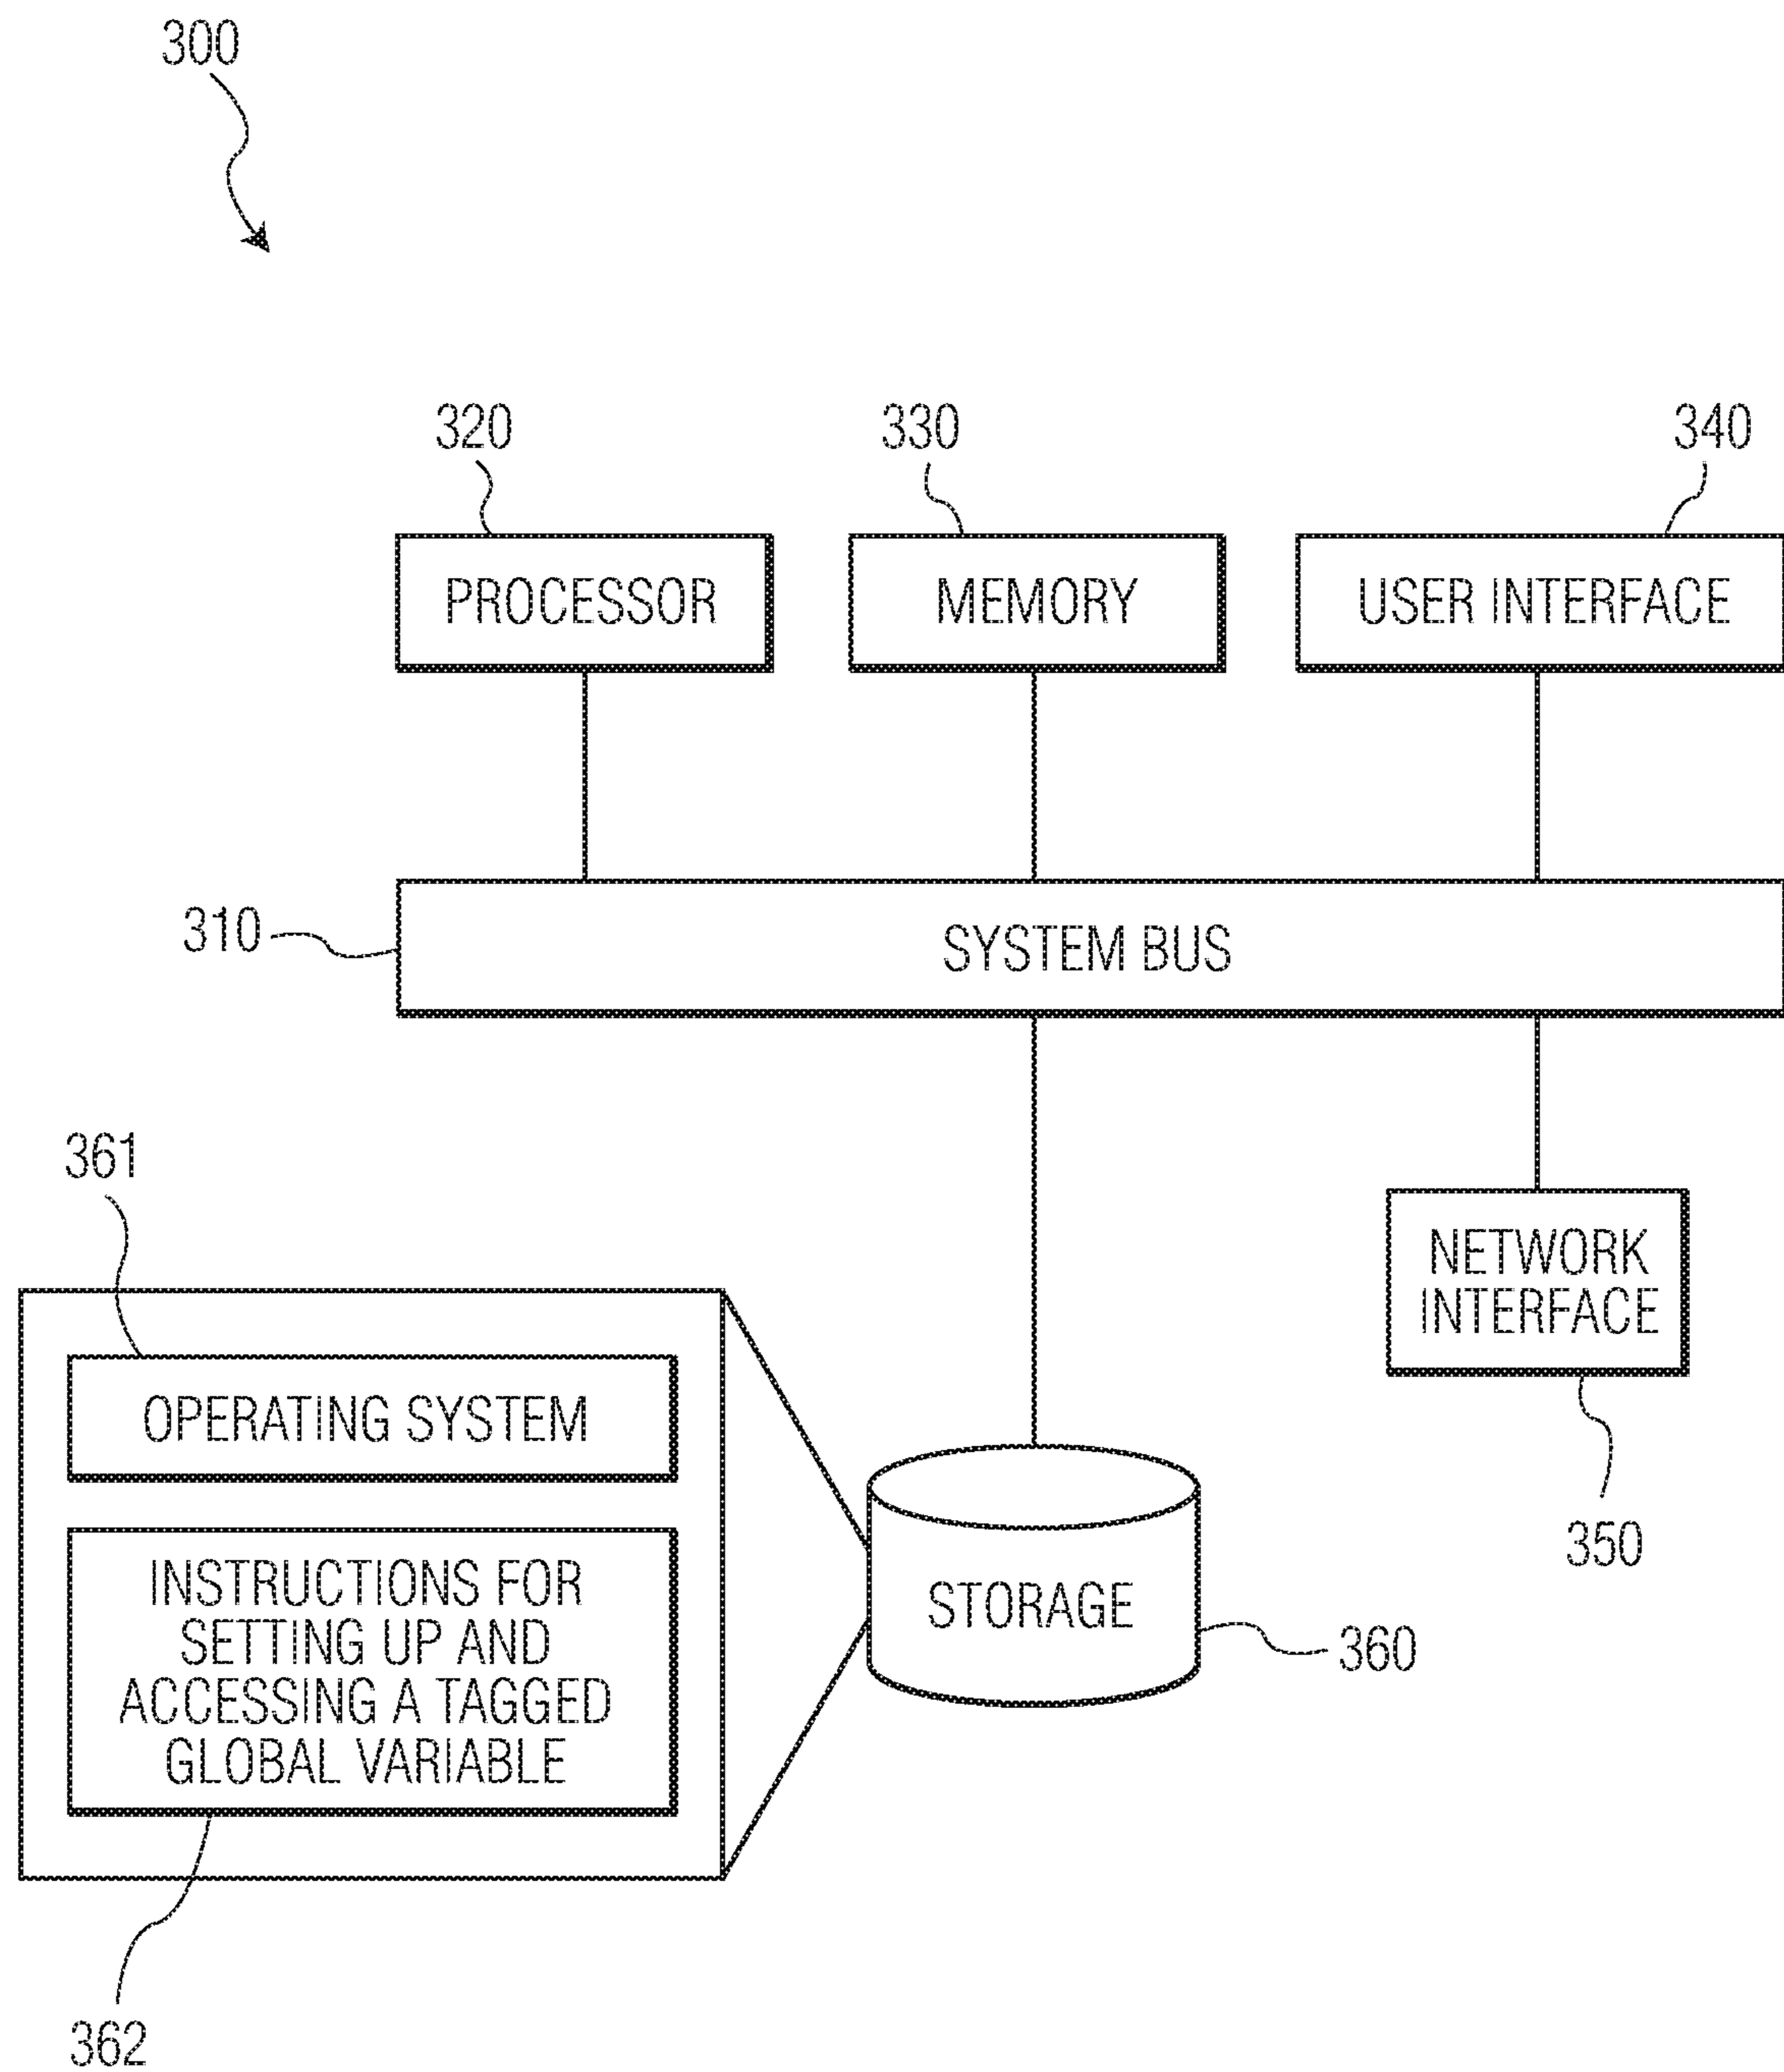 300
320
330
340
PROCESSOR
MEMORY
USER INTERFACE
310
SYSTEM BUS
361
NETWORK
INTERFACE
350
OPERATING SYSTEM
INSTRUCTIONS FOR
SETTING UP AND
ACCESSING A TAGGED
GLOBAL VARIABLE
STORAGE
360
362